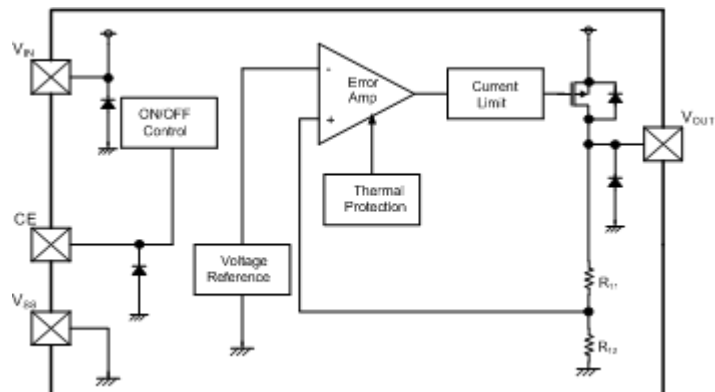 VIN
ON/OFF
Control
CE
VSS
-
Error
Amp
+
Current
Limit
Thermal
Protection
Voltage
Reference
VOUT
R11
R12